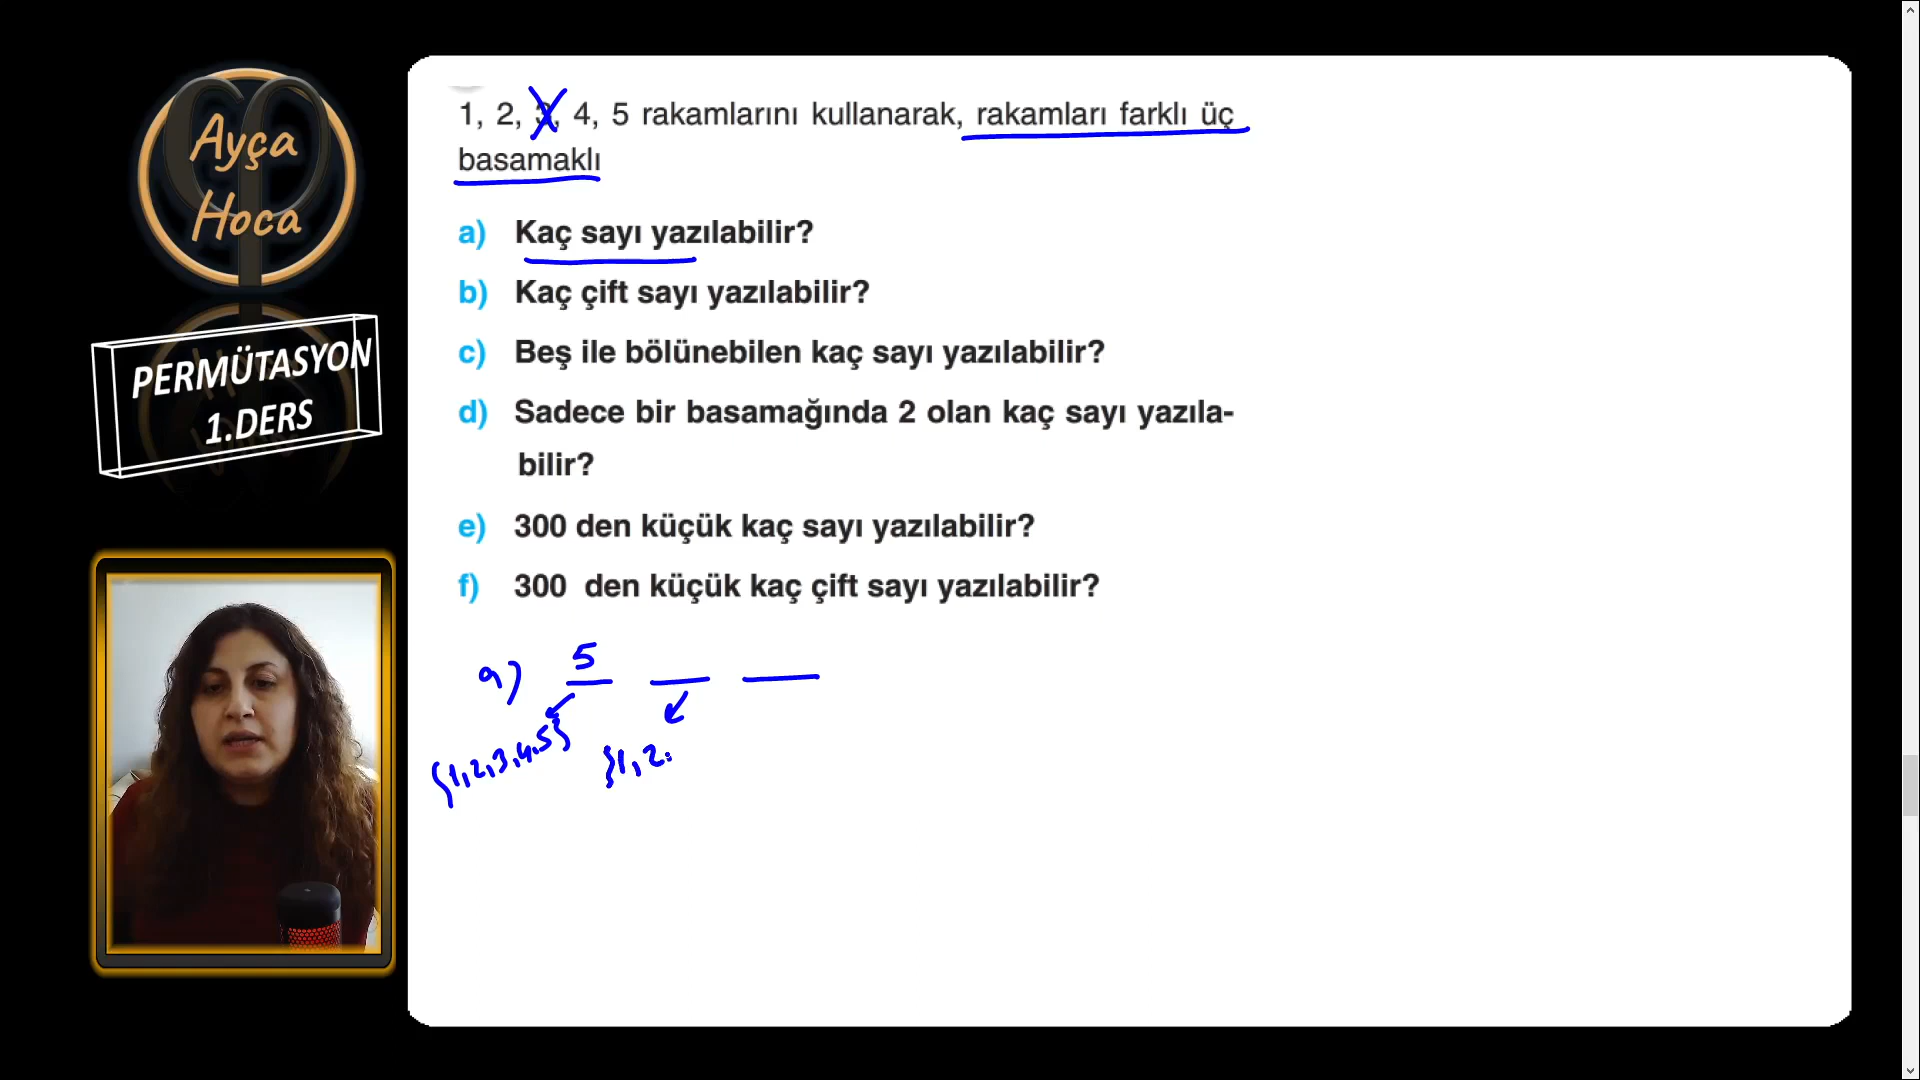 Ayça
Hoca
PERMÜTASYON
1.DERS
1, 2, 3, 4, 5 rakamlarını kullanarak, rakamları farklı üç
basamaklı
a) Kaç sayı yazılabilir?
b) Kaç çift sayı yazılabilir?
c) Beş ile bölünebilen kaç sayı yazılabilir?
d) Sadece bir basamağında 2 olan kaç sayı yazıla-
bilir?
e) 300 den küçük kaç sayı yazılabilir?
f) 300 den küçük kaç çift sayı yazılabilir?
a) 5
{1,2,3,4,5} {1,2,